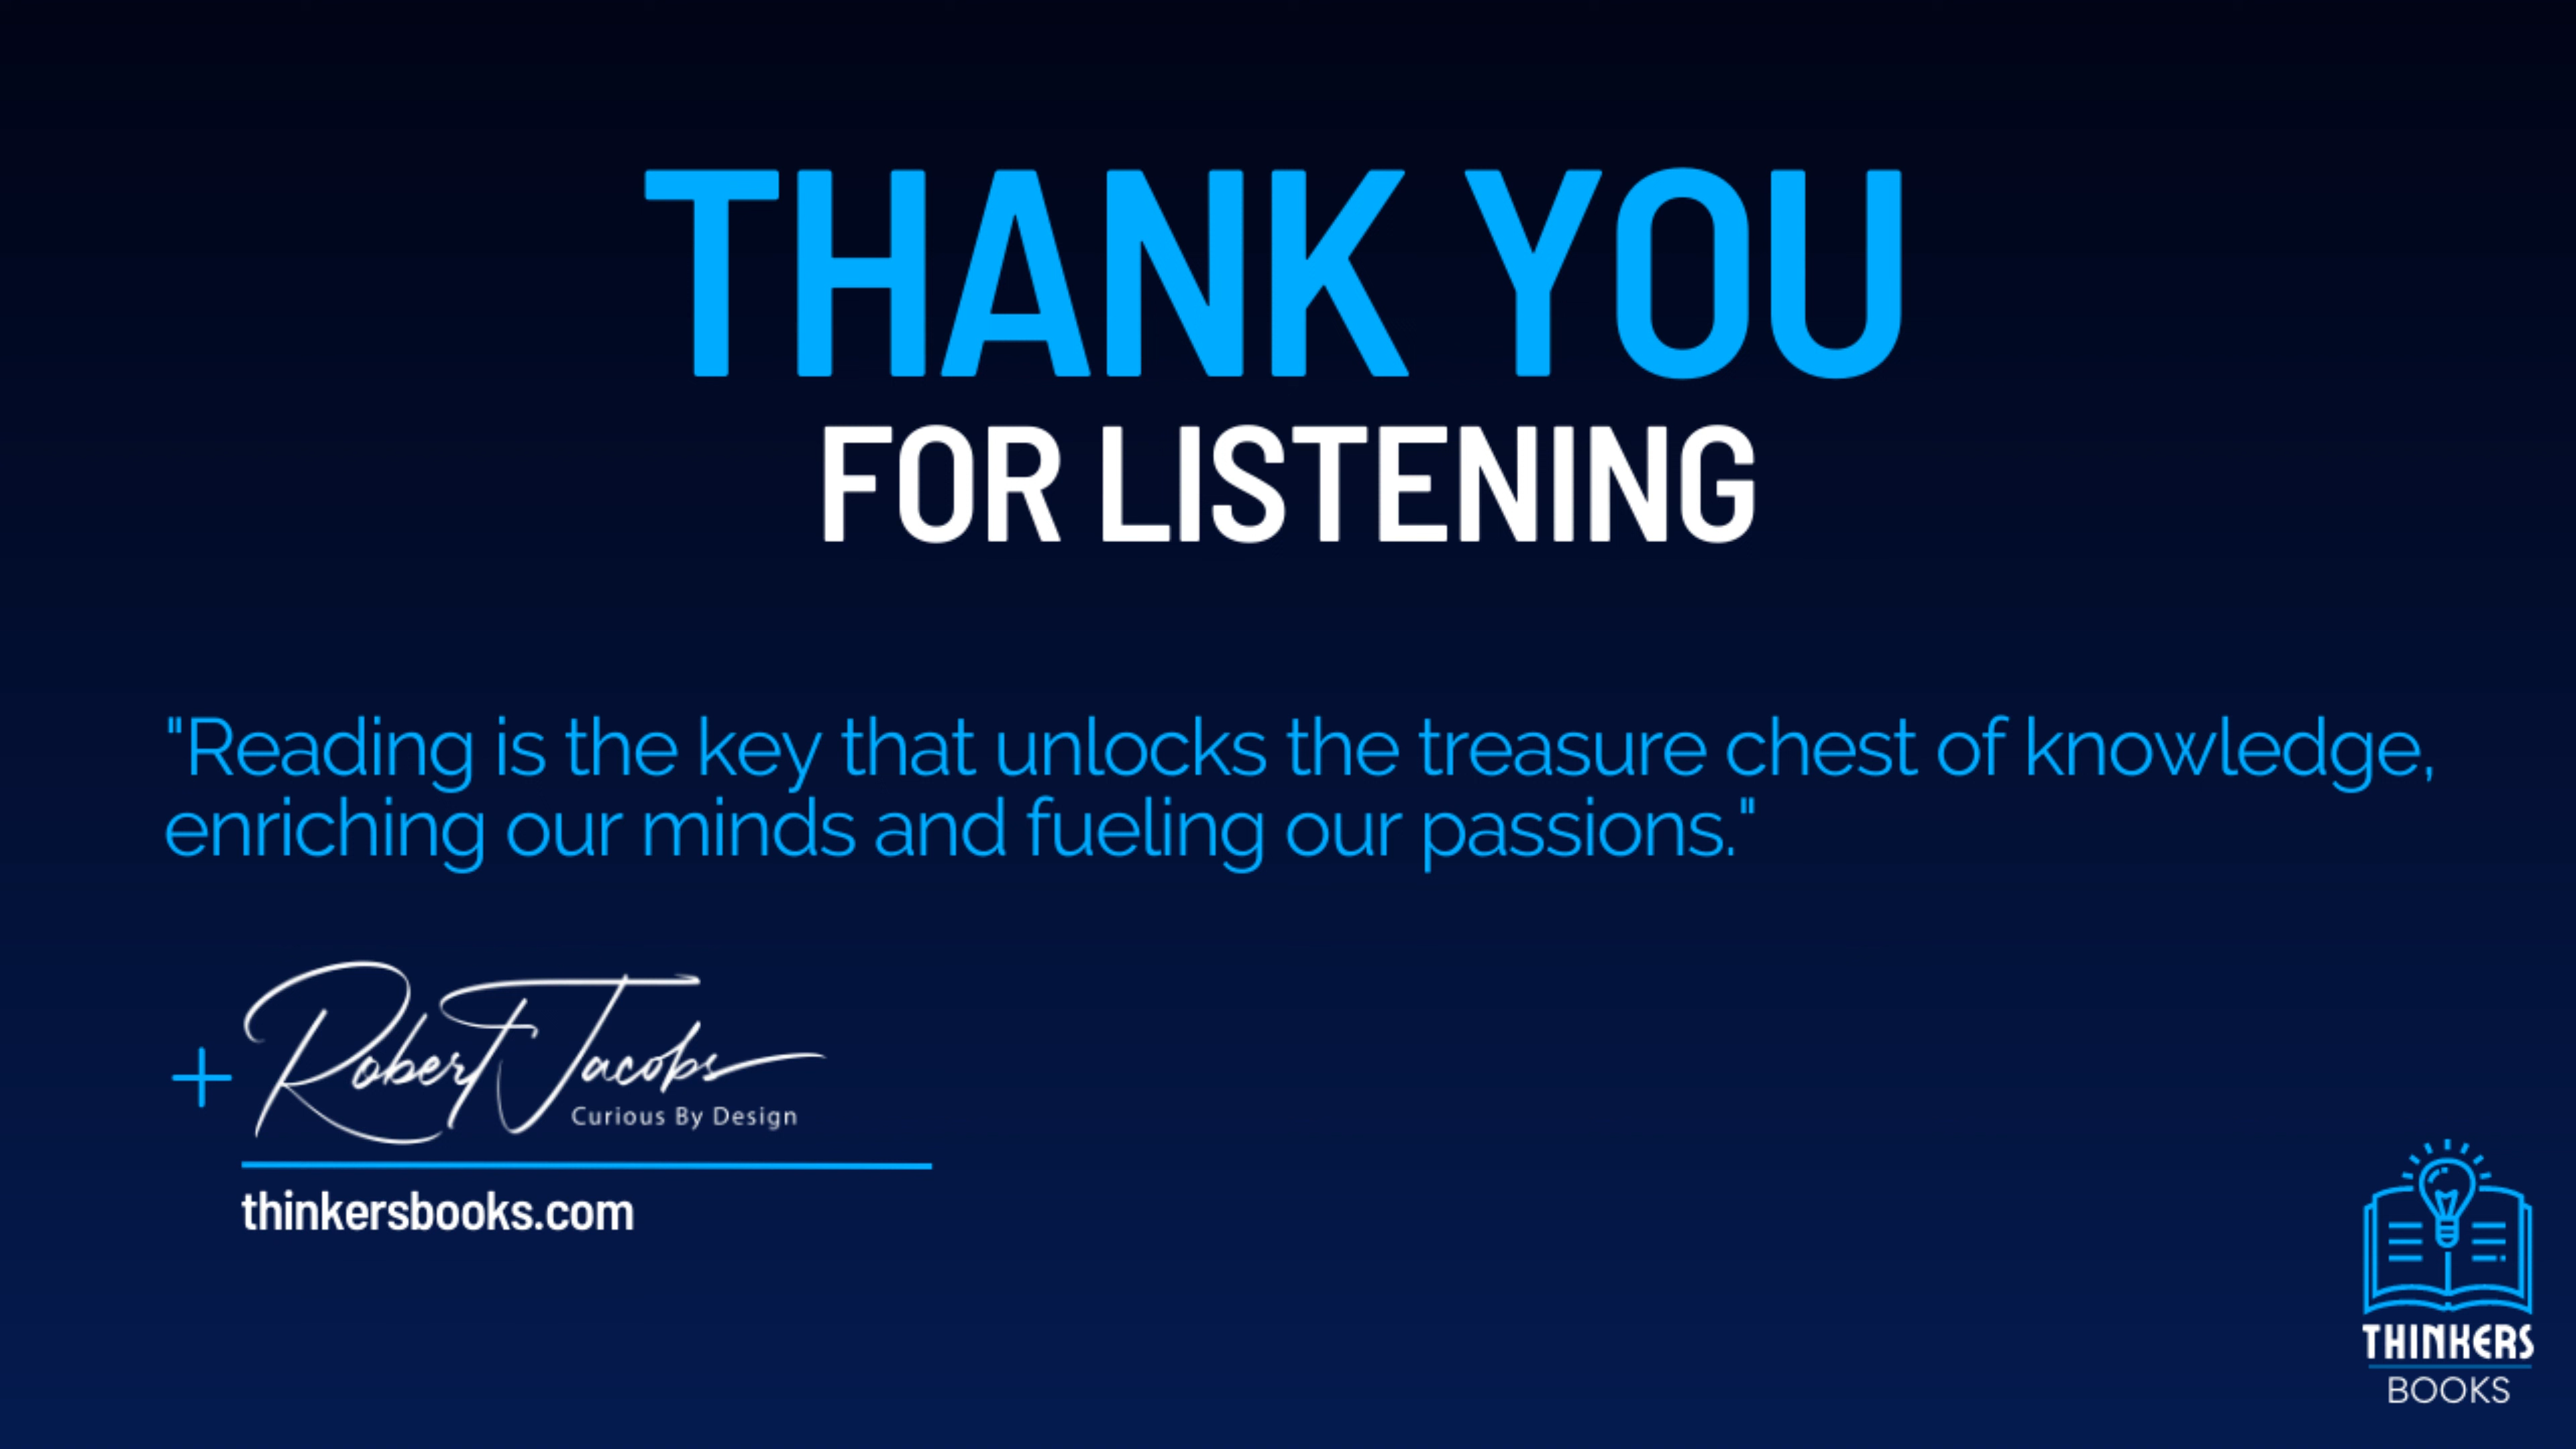 THANK YOU
FOR LISTENING
"Reading is the key that unlocks the treasure chest of knowledge,
enriching our minds and fueling our passions."
Robert Jacobs
Curious By Design
thinkersbooks.com
THINKERS
BOOKS